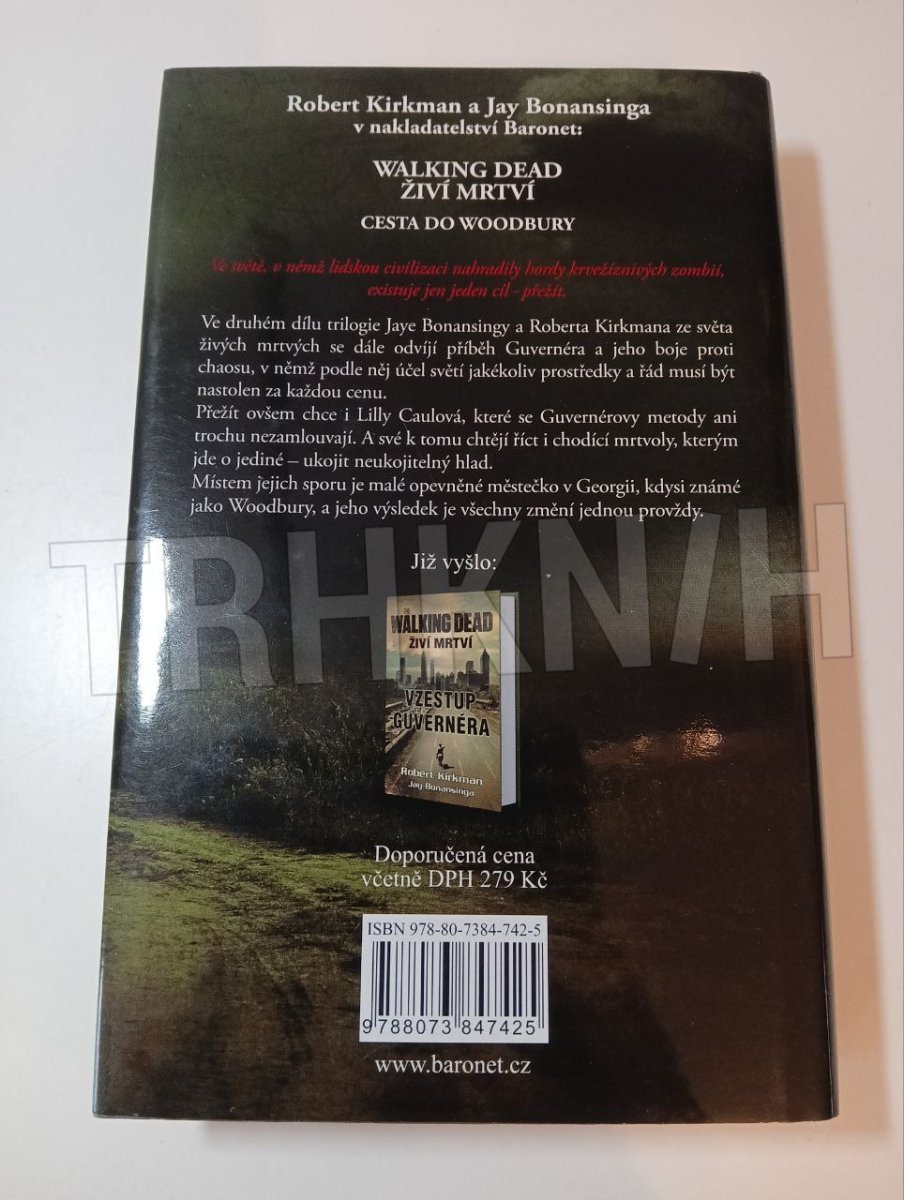 Robert Kirkman a Jay Bonansinga
v nakladatelství Baronet:
WALKING DEAD
ŽIVÍ MRTVÍ
CESTA DO WOODBURY
Ve světě, v němž lidskou civilizaci nahradily hordy krvežíznivých zombií,
existuje jen jeden cíl – přežít.
Ve druhém dílu trilogie Jaye Bonansingy a Roberta Kirkmana ze světa
živých mrtvých se dále odvíjí příběh Guvernéra a jeho boje proti
chaosu, v němž podle něj účel světí jakékoliv prostředky a řád musí být
nastolen za každou cenu.
Přežít ovšem chce i Lilly Caulová, které se Guvernérovy metody ani
trochu nezamlouvají. A své k tomu chtějí říct i chodící mrtvoly, kterým
jde o jediné – ukojit neukojitelný hlad.
Místem jejich sporu je malé opevněné městečko v Georgii, kdysi známé
jako Woodbury, a jeho výsledek je všechny změní jednou provždy.
TRHKNIH
Již vyšlo:
THE
WALKING DEAD
ŽIVÍ MRTVÍ
VZESTUP
GUVERNÉRA
Robert Kirkman
Jay Bonansinga
Doporučená cena
včetně DPH 279 Kč
ISBN 978-80-7384-742-5
9 788073 847425
www.baronet.cz